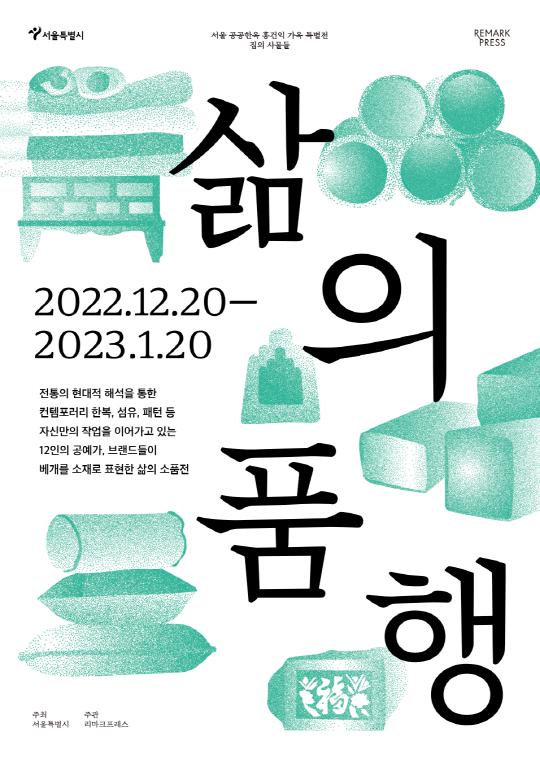 서울특별시
서울 공공한옥 홍건익 가옥 특별전
집의 사물들
REMARK
PRESS
삶
의
품
행
2022.12.20—
2023.1.20
전통의 현대적 해석을 통한
컨템포러리 한복, 섬유, 패턴 등
자신만의 작업을 이어가고 있는
12인의 공예가, 브랜드들이
베개를 소재로 표현한 삶의 소품전
福
주최
서울특별시
주관
리마크프레스